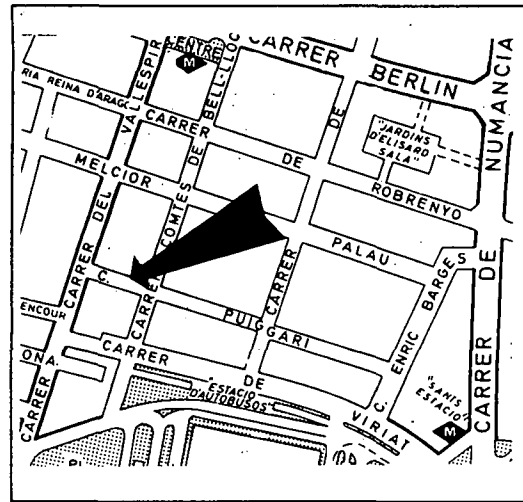 CENTRE
M
CARRER
BERLIN
NUMANCIA
VALLESPIR
BELL-LLOC
RIA REINA D'ARAGO
CARRER
DE
ROBRENYO
DE
"JARDINS
D'ELISARD
SALA"
DE
MELCIOR
PALAU
COMTES
CARRER
CARRER DEL
C.
PUIGGARI
CARRER
C. ENRIC BARGES
CARRER DE
ENCOUR
ONA.
CARRER
DE
VIRIAT
ESTACIO
D'AUTOBUSOS
"SANTS
ESTACIO"
M
CARRER